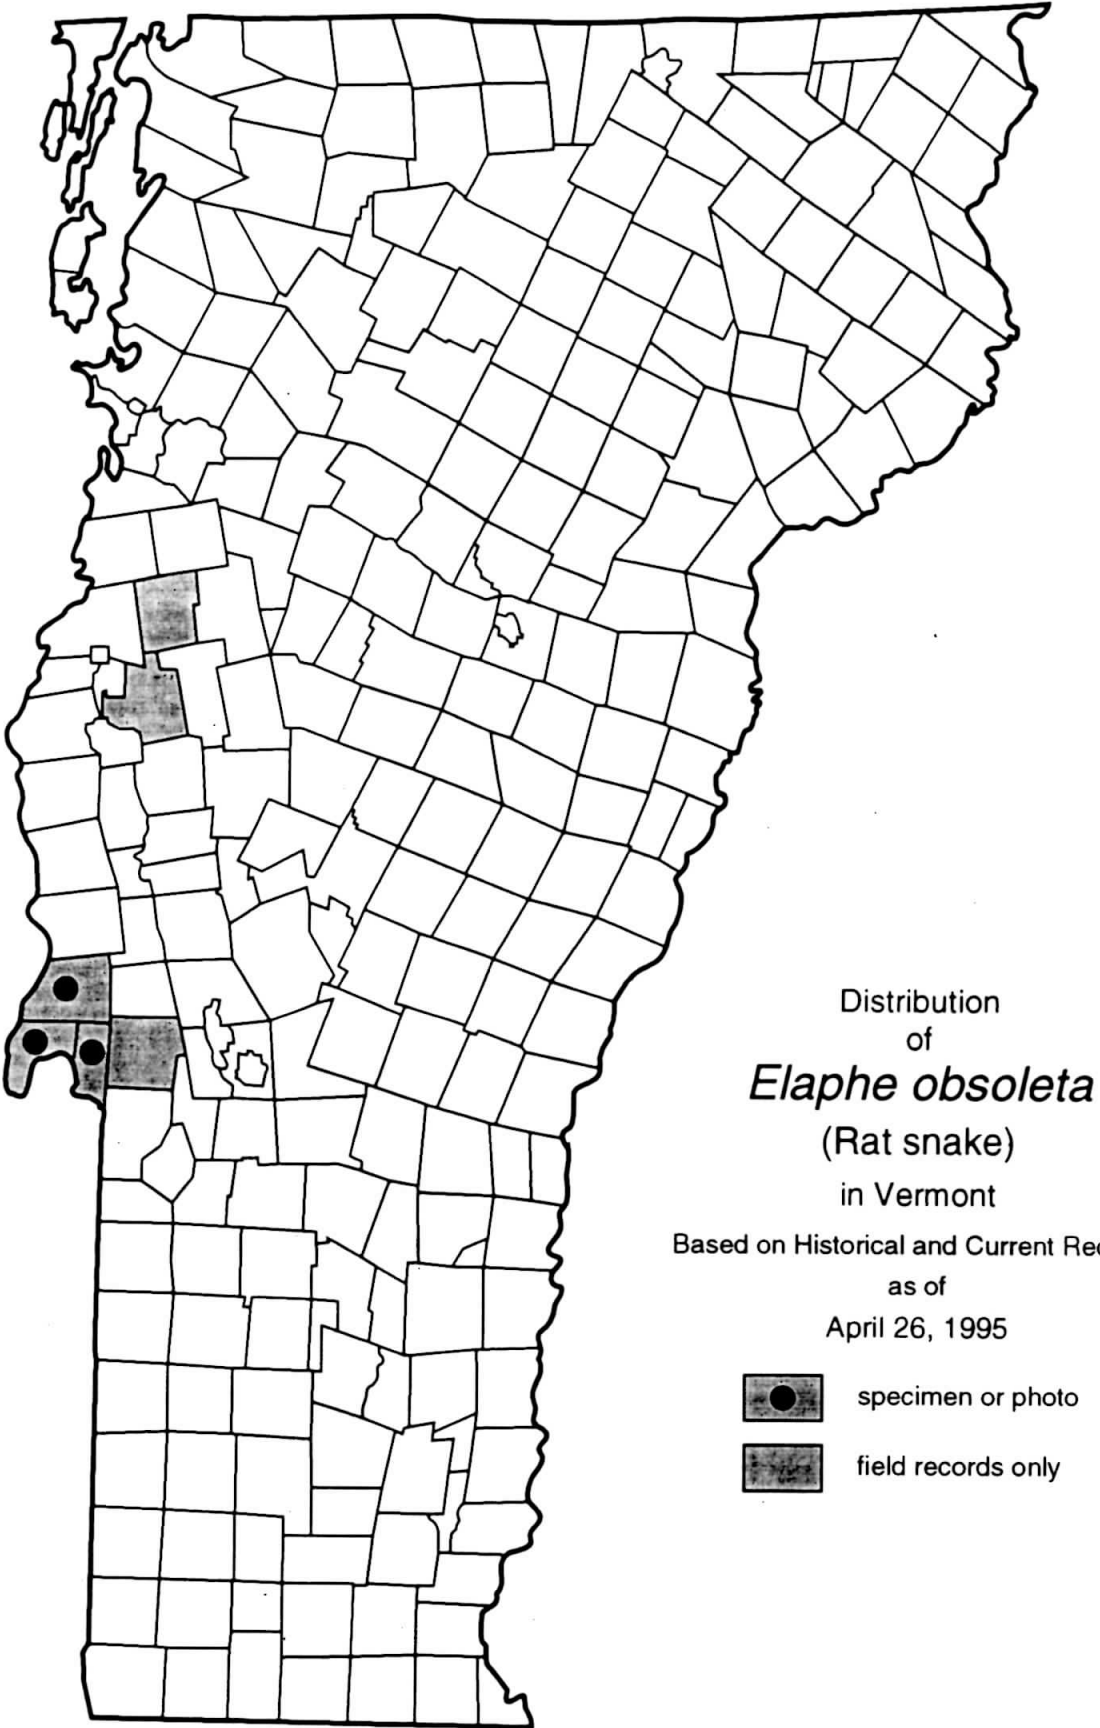 Distribution
of
Elaphe obsoleta
(Rat snake)
in Vermont
Based on Historical and Current Rec
as of
April 26, 1995
specimen or photo
field records only